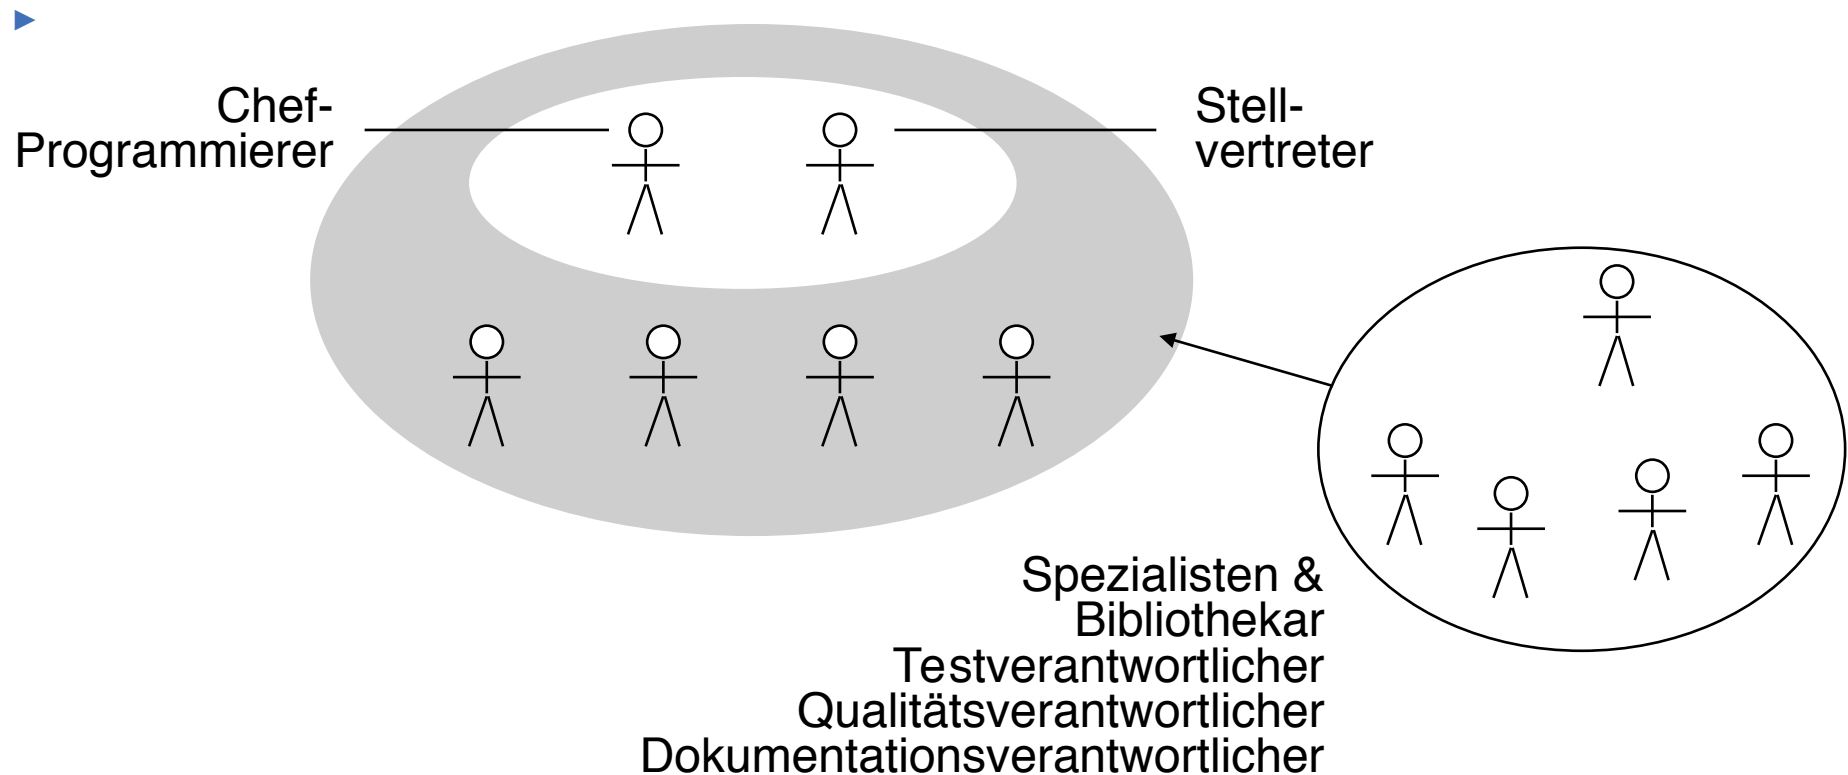 Chef-
Programmierer
Stell-
vertreter
Spezialisten &
Bibliothekar
Testverantwortlicher
Qualitätsverantwortlicher
Dokumentationsverantwortlicher